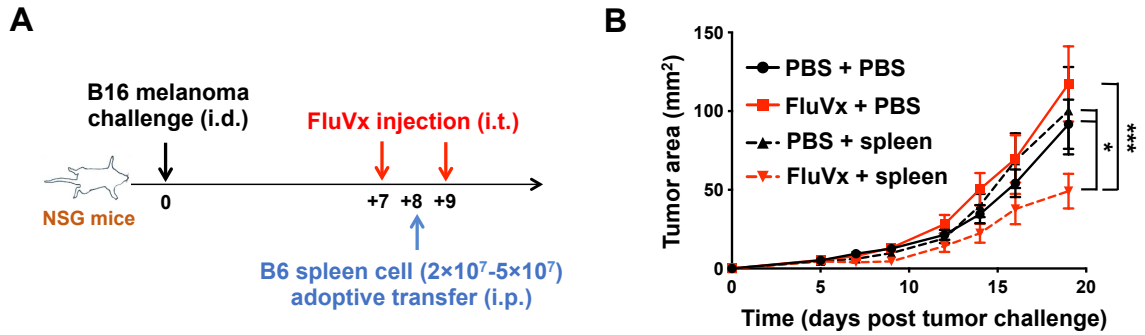 A
B16 melanoma
challenge (i.d.)
FluVx injection (i.t.)
NSG mice
0
+7
+8
+9
B6 spleen cell (2×10⁷-5×10⁷)
adoptive transfer (i.p.)
B
Tumor area (mm²)
150
100
50
0
PBS + PBS
FluVx + PBS
PBS + spleen
FluVx + spleen
*
***
0
5
10
15
20
Time (days post tumor challenge)